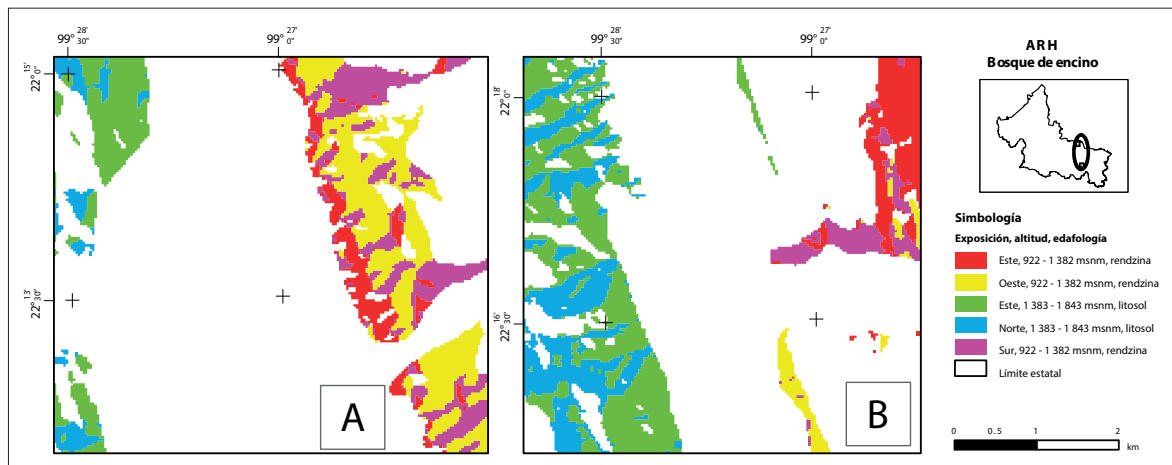 99° 28' 30"
99° 27' 0"
22° 15' 0"
22° 13' 30"
A
99° 28' 30"
99° 27' 0"
22° 18' 0"
22° 16' 30"
B
ARH
Bosque de encino
Simbología
Exposición, altitud, edafología
Este, 922 - 1 382 msnm, rendzina
Oeste, 922 - 1 382 msnm, rendzina
Este, 1 383 - 1 843 msnm, litosol
Norte, 1 383 - 1 843 msnm, litosol
Sur, 922 - 1 382 msnm, rendzina
Límite estatal
0 0. 5 1 2
km